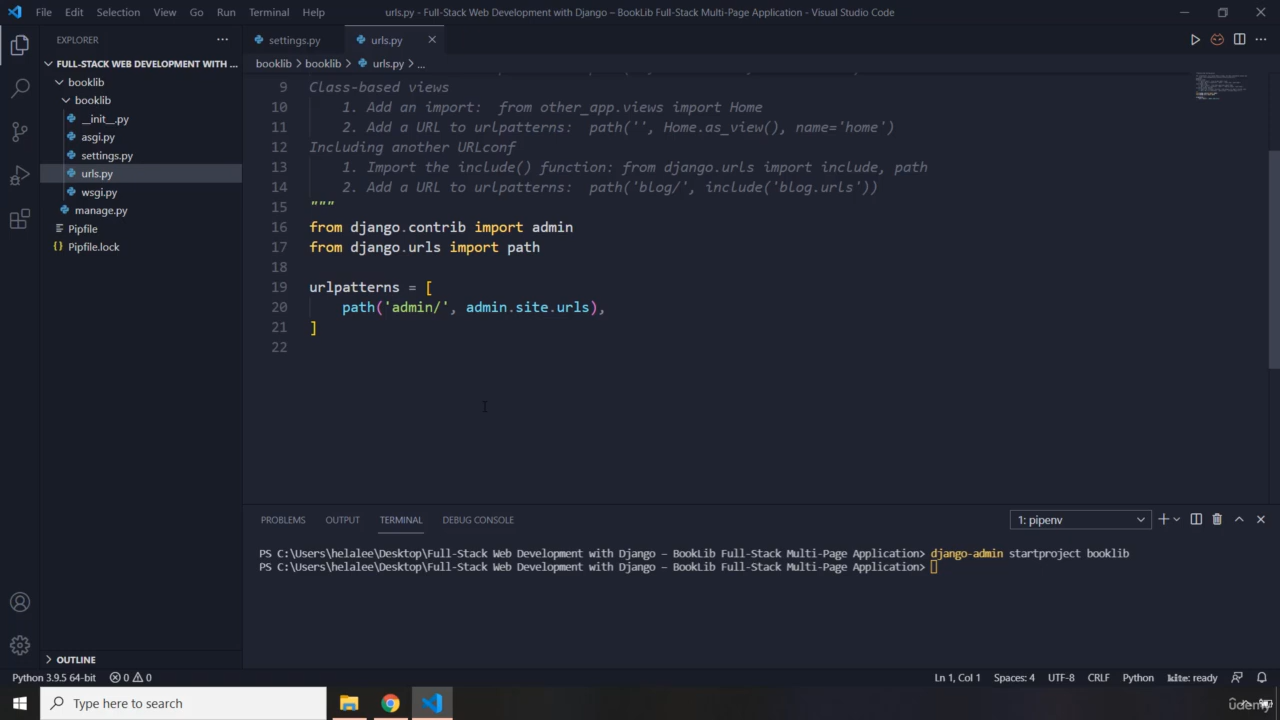 File Edit Selection View Go Run Terminal Help
urls.py - Full-Stack Web Development with Django – BookLib Full-Stack Multi-Page Application - Visual Studio Code
EXPLORER
settings.py
urls.py
FULL-STACK WEB DEVELOPMENT WITH ...
booklib > booklib > urls.py > ...
booklib
booklib
__init__.py
asgi.py
settings.py
urls.py
wsgi.py
manage.py
Pipfile
Pipfile.lock
9 Class-based views
10 1. Add an import: from other_app.views import Home
11 2. Add a URL to urlpatterns: path('', Home.as_view(), name='home')
12 Including another URLconf
13 1. Import the include() function: from django.urls import include, path
14 2. Add a URL to urlpatterns: path('blog/', include('blog.urls'))
15 """
16 from django.contrib import admin
17 from django.urls import path
18
19 urlpatterns = [
20 path('admin/', admin.site.urls),
21 ]
22
PROBLEMS OUTPUT TERMINAL DEBUG CONSOLE
1: pipenv
PS C:\Users\helalee\Desktop\Full-Stack Web Development with Django – BookLib Full-Stack Multi-Page Application> django-admin startproject booklib
PS C:\Users\helalee\Desktop\Full-Stack Web Development with Django – BookLib Full-Stack Multi-Page Application>
OUTLINE
Python 3.9.5 64-bit 0 0
Ln 1, Col 1 Spaces: 4 UTF-8 CRLF Python kite: ready
Type here to search